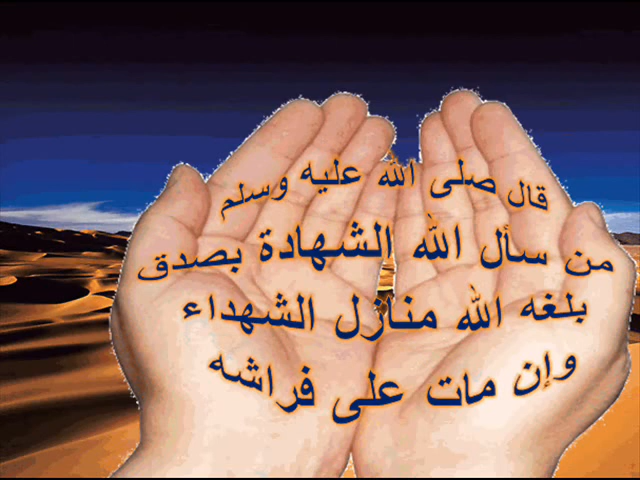 قال صلى الله عليه وسلم
من سأل الله الشهادة بصدق
بلغه الله منازل الشهداء
وإن مات على فراشه